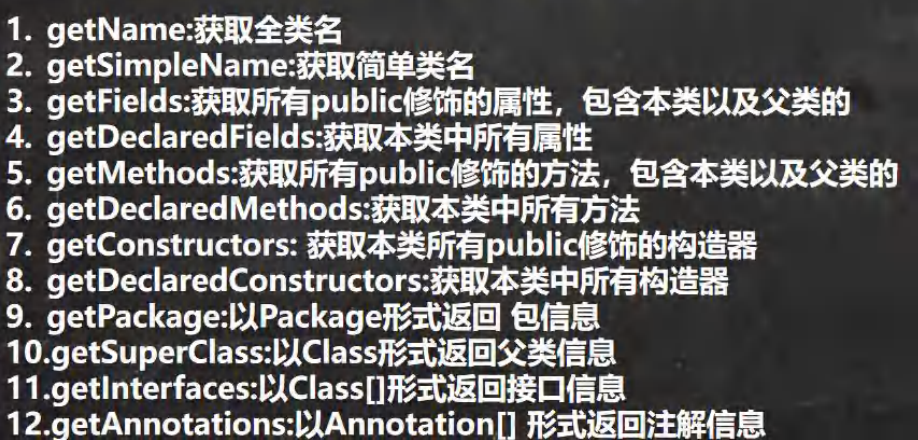 1. getName:获取全类名
2. getSimpleName:获取简单类名
3. getFields:获取所有public修饰的属性，包含本类以及父类的
4. getDeclaredFields:获取本类中所有属性
5. getMethods:获取所有public修饰的方法，包含本类以及父类的
6. getDeclaredMethods:获取本类中所有方法
7. getConstructors: 获取本类所有public修饰的构造器
8. getDeclaredConstructors:获取本类中所有构造器
9. getPackage:以Package形式返回 包信息
10.getSuperClass:以Class形式返回父类信息
11.getInterfaces:以Class[]形式返回接口信息
12.getAnnotations:以Annotation[] 形式返回注解信息